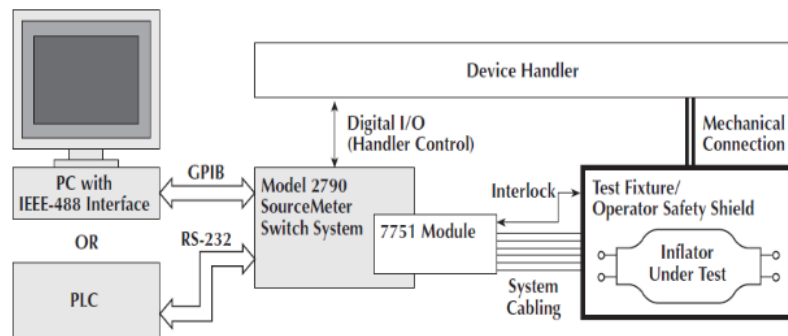 Device Handler
Digital I/O
(Handler Control)
Mechanical
Connection
GPIB
PC with
IEEE-488 Interface
OR
RS-232
PLC
Model 2790
SourceMeter
Switch System
7751 Module
Interlock
System
Cabling
Test Fixture/
Operator Safety Shield
Inflator
Under Test